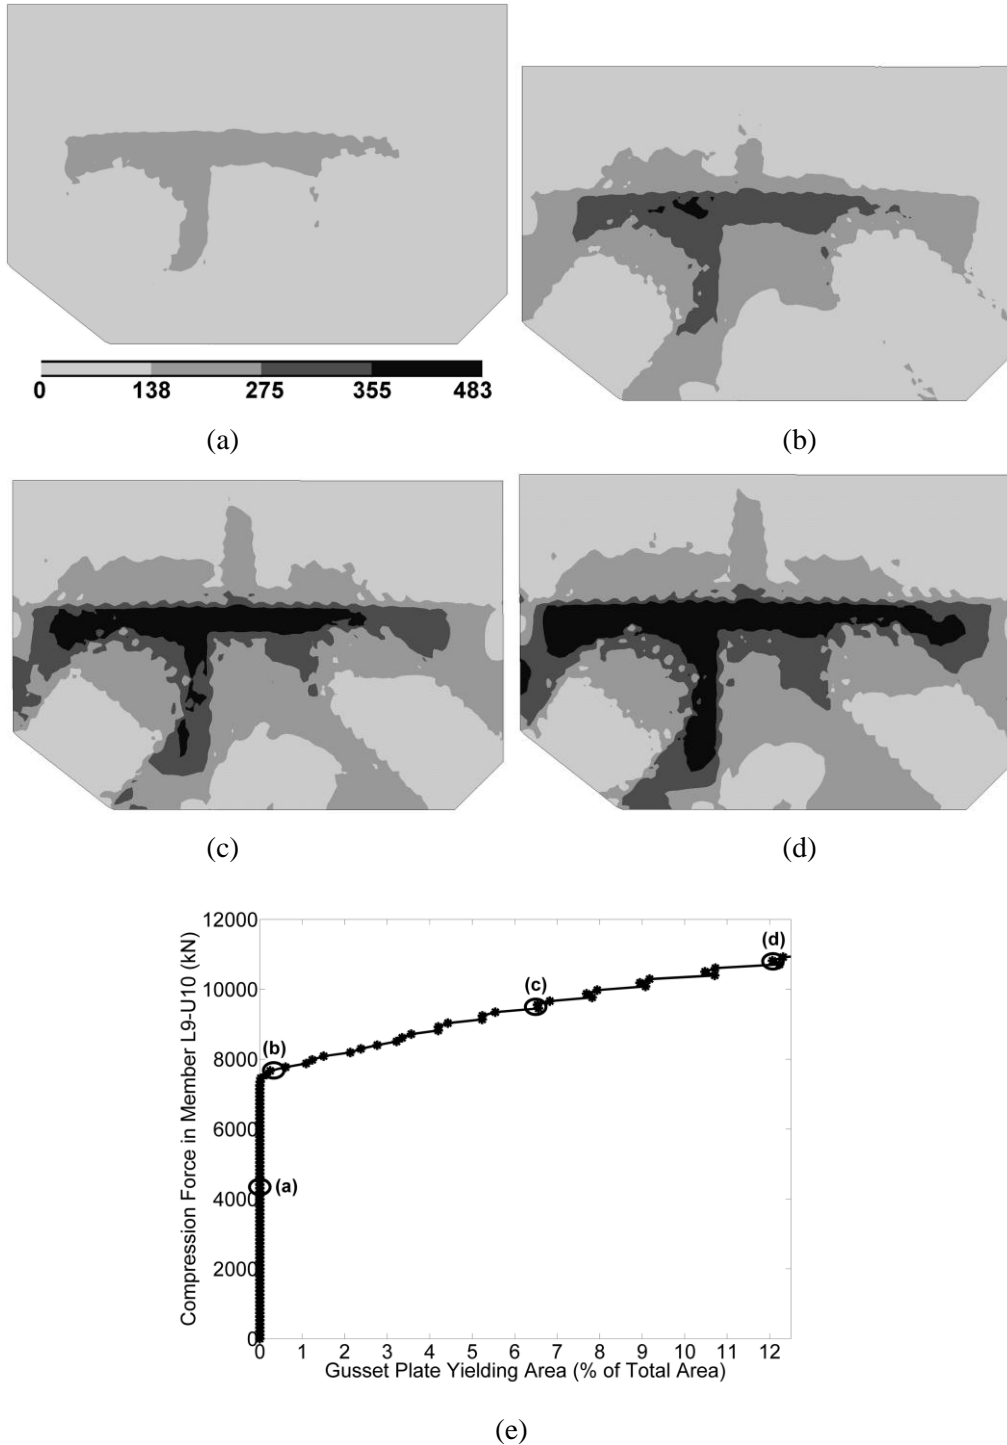 0 138 275 355 483
(a) (b)
(c) (d)
12000
10000
8000
6000
4000
2000
0
Compression Force in Member L9-U10 (kN)
(a)
(b)
(c)
(d)
0 1 2 3 4 5 6 7 8 9 10 11 12
Gusset Plate Yielding Area (% of Total Area)
(e)